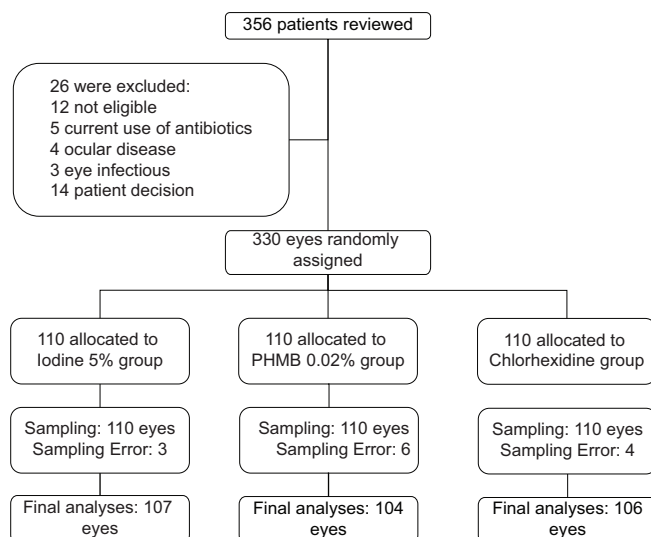 356 patients reviewed
26 were excluded:
12 not eligible
5 current use of antibiotics
4 ocular disease
3 eye infectious
14 patient decision
330 eyes randomly
assigned
110 allocated to
Iodine 5% group
110 allocated to
PHMB 0.02% group
110 allocated to
Chlorhexidine group
Sampling: 110 eyes
Sampling Error: 3
Sampling: 110 eyes
Sampling Error: 6
Sampling: 110 eyes
Sampling Error: 4
Final analyses: 107
eyes
Final analyses: 104
eyes
Final analyses: 106
eyes